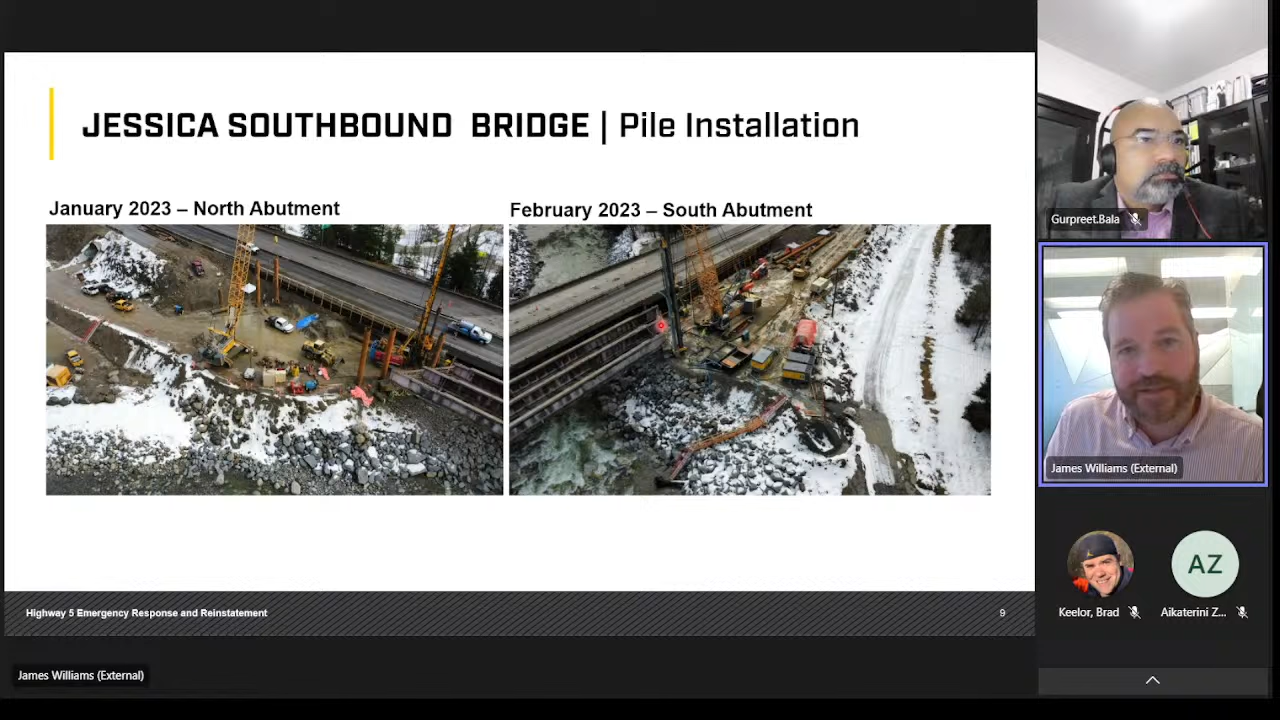 JESSICA SOUTHBOUND BRIDGE | Pile Installation
January 2023 – North Abutment
February 2023 – South Abutment
Highway 5 Emergency Response and Reinstatement
9
James Williams (External)
Gurpreet.Bala
James Williams (External)
AZ
Keelor, Brad
Aikaterini Z...